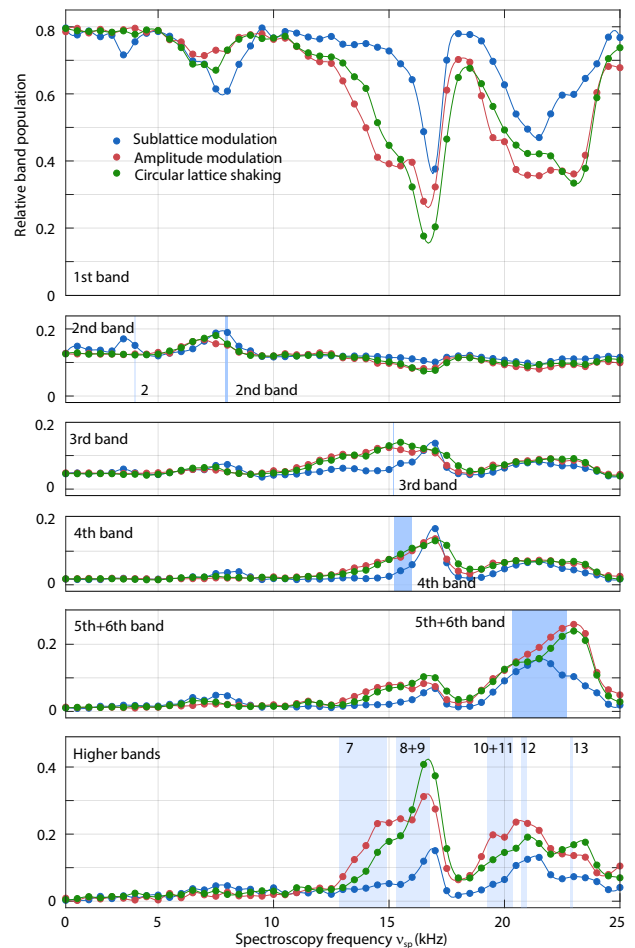 0.8
0.6
0.4
0.2
0
Relative band population
Sublattice modulation
Amplitude modulation
Circular lattice shaking
1st band
0.2
0
2nd band
2
2nd band
0.2
0
3rd band
3rd band
0.2
0
4th band
4th band
0.2
0
5th+6th band
5th+6th band
0.4
0.2
0
Higher bands
7
8+9
10+11
12
13
0 5 10 15 20 25
Spectroscopy frequency νsp (kHz)